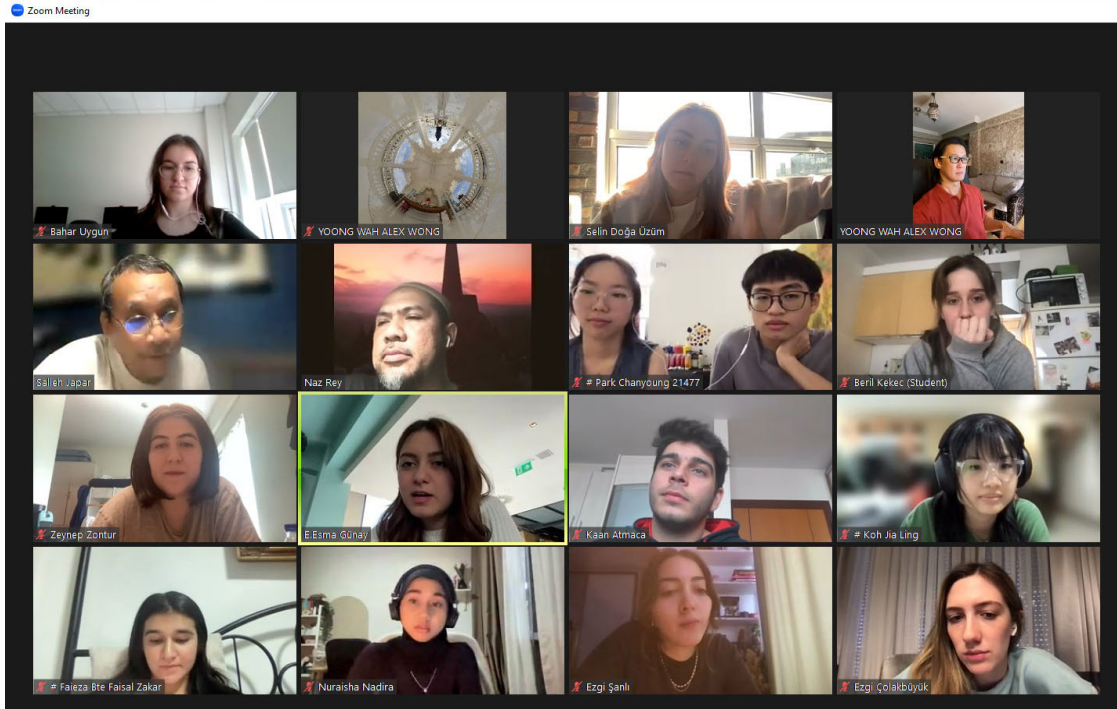 Zoom Meeting
Bahar Uygun
YOONG WAH ALEX WONG
Selin Doğa Üzüm
YOONG WAH ALEX WONG
Salleh Japar
Naz Rey
# Park Chanyoung 21477
Beril Kekec (Student)
Zeynep Zontur
E.Esma Günay
Kaan Atmaca
# Koh Jia Ling
# Faieza Bte Faisal Zakar
Nuraisha Nadira
Ezgi Şanlı
Ezgi Çolakbüyük